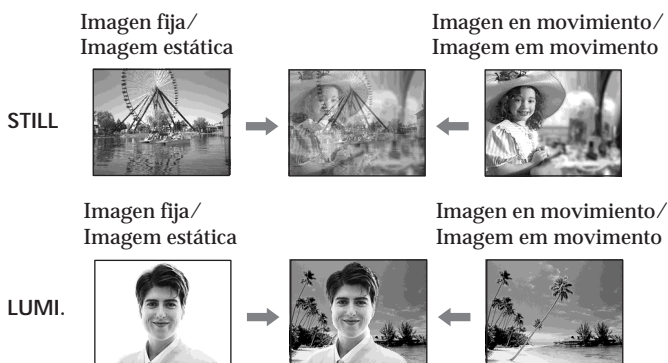 Imagen fija/
Imagem estática
Imagen en movimiento/
Imagem em movimento
STILL
Imagen fija/
Imagem estática
Imagen en movimiento/
Imagem em movimento
LUMI.